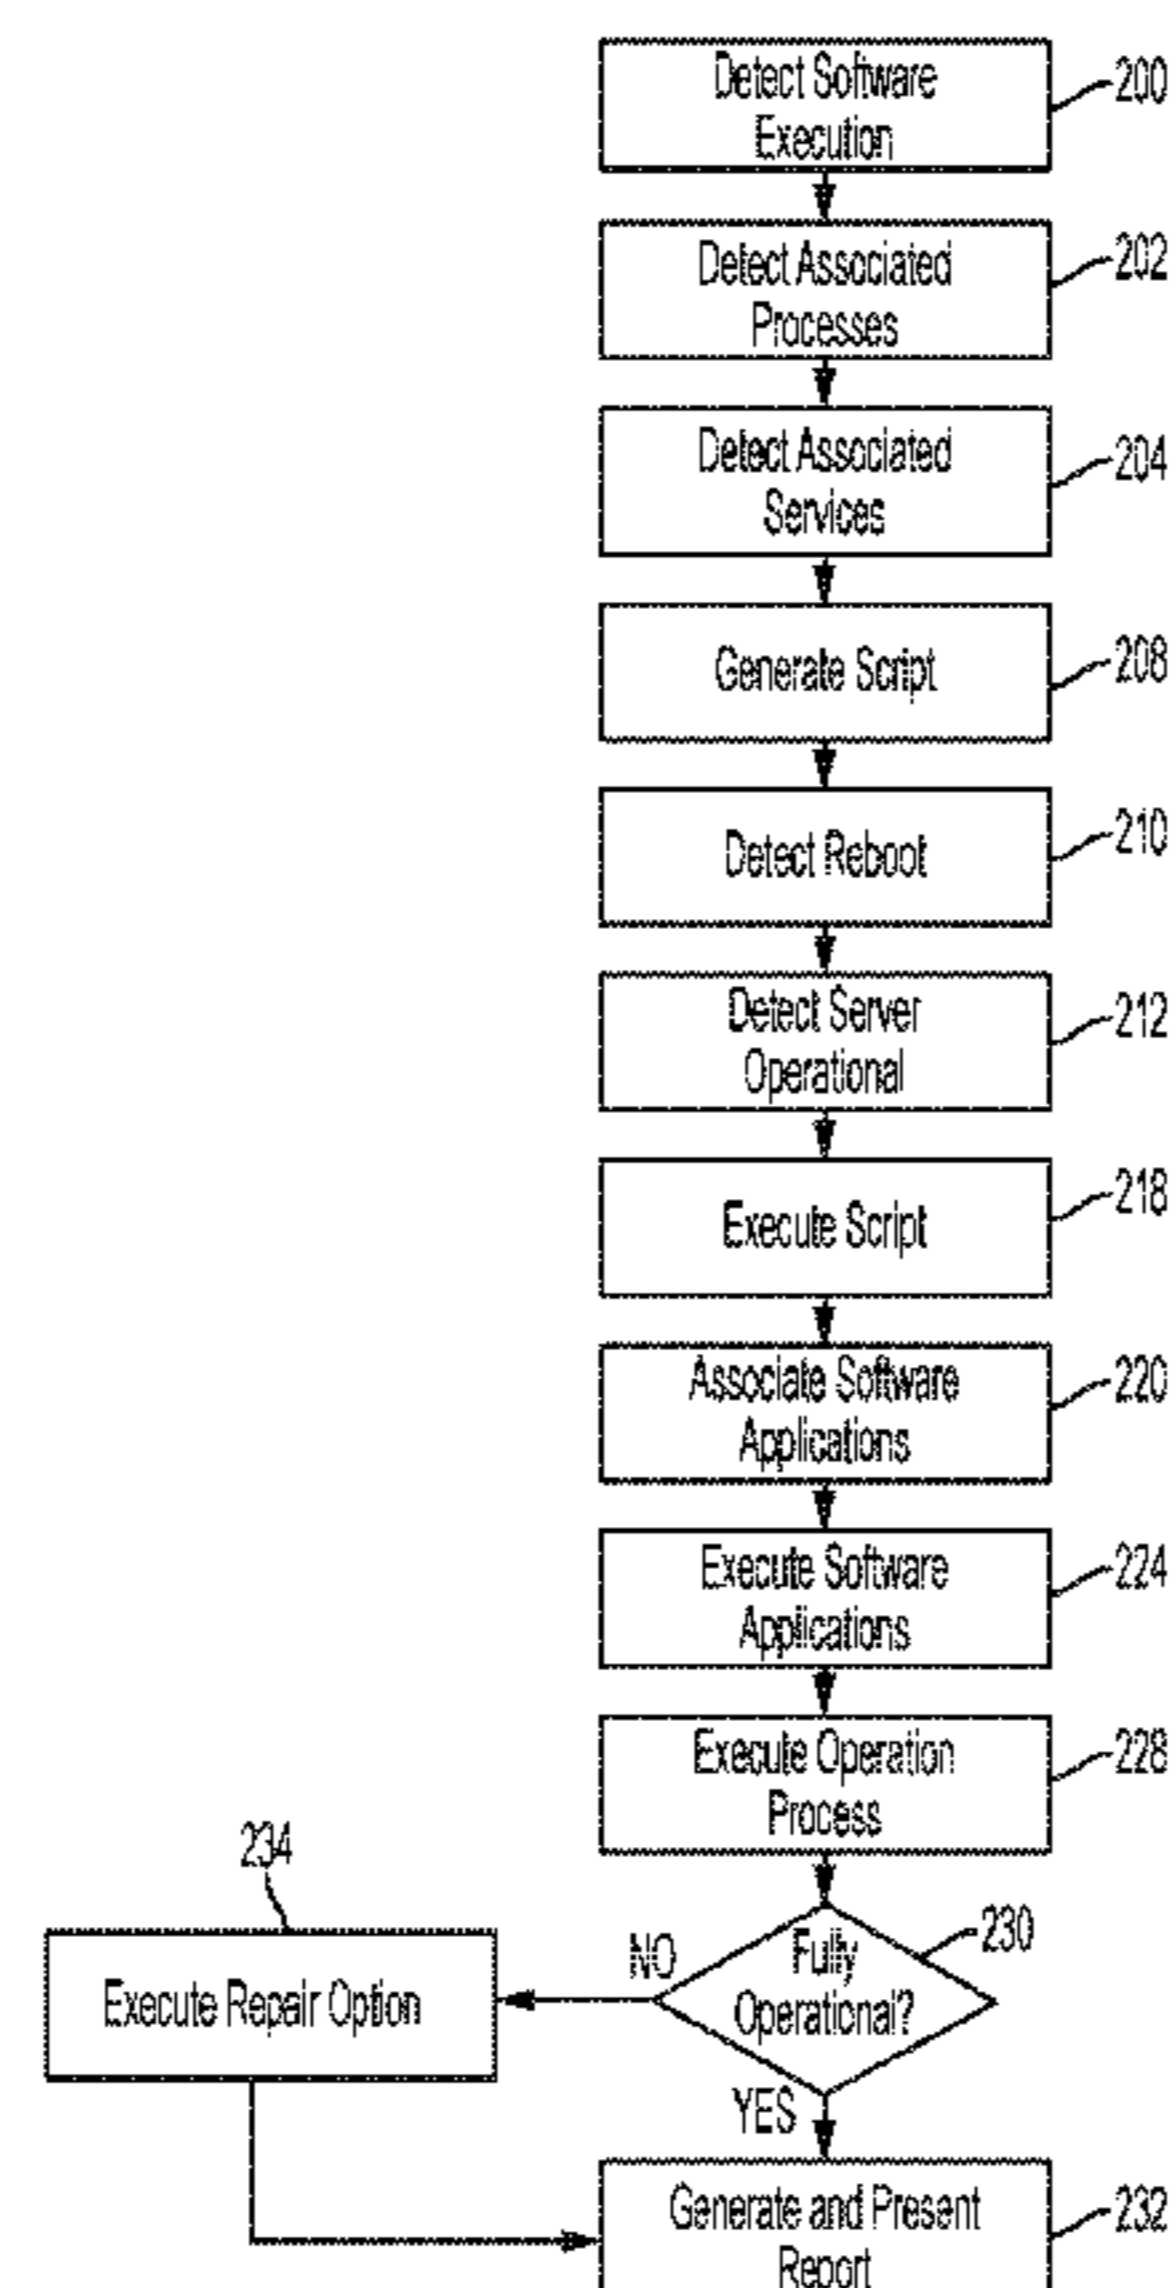 Detect Software
Execution
200
Detect Associated
Processes
202
Detect Associated
Services
204
Generate Script
208
Detect Reboot
210
Detect Server
Operational
212
Execute Script
218
Associate Software
Applications
220
Execute Software
Applications
224
Execute Operation
Process
228
234
Execute Repair Option
NO
Fully
Operational?
230
YES
Generate and Present
Report
232